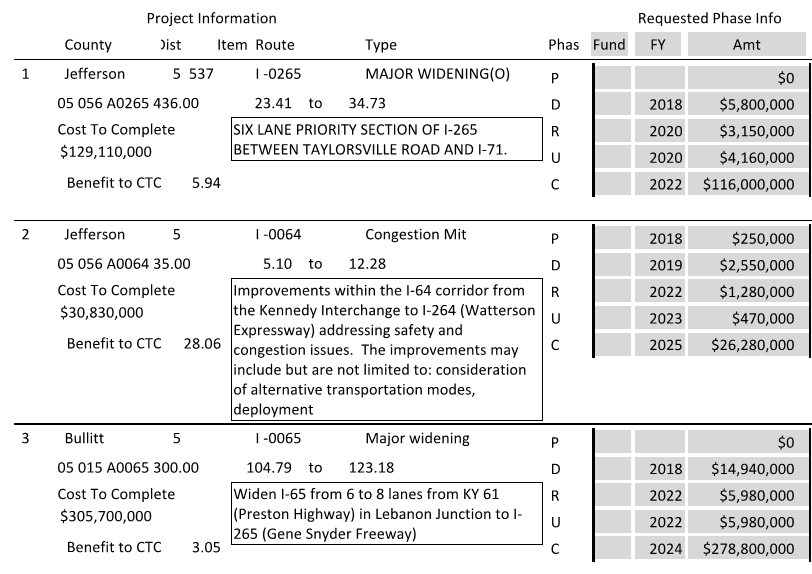 Project Information Requested Phase Info
County Dist Item Route Type Phas Fund FY Amt
1 Jefferson 5 537 I -0265 MAJOR WIDENING(O) P $0
05 056 A0265 436.00 23.41 to 34.73 D 2018 $5,800,000
Cost To Complete SIX LANE PRIORITY SECTION OF I-265 R 2020 $3,150,000
$129,110,000 BETWEEN TAYLORSVILLE ROAD AND I-71. U 2020 $4,160,000
Benefit to CTC 5.94 C 2022 $116,000,000
2 Jefferson 5 I -0064 Congestion Mit P 2018 $250,000
05 056 A0064 35.00 5.10 to 12.28 D 2019 $2,550,000
Cost To Complete Improvements within the I-64 corridor from R 2022 $1,280,000
$30,830,000 the Kennedy Interchange to I-264 (Watterson U 2023 $470,000
Expressway) addressing safety and
Benefit to CTC 28.06 congestion issues. The improvements may C 2025 $26,280,000
include but are not limited to: consideration
of alternative transportation modes,
deployment
3 Bullitt 5 I -0065 Major widening P $0
05 015 A0065 300.00 104.79 to 123.18 D 2018 $14,940,000
Cost To Complete Widen I-65 from 6 to 8 lanes from KY 61 R 2022 $5,980,000
$305,700,000 (Preston Highway) in Lebanon Junction to I- U 2022 $5,980,000
265 (Gene Snyder Freeway)
Benefit to CTC 3.05 C 2024 $278,800,000